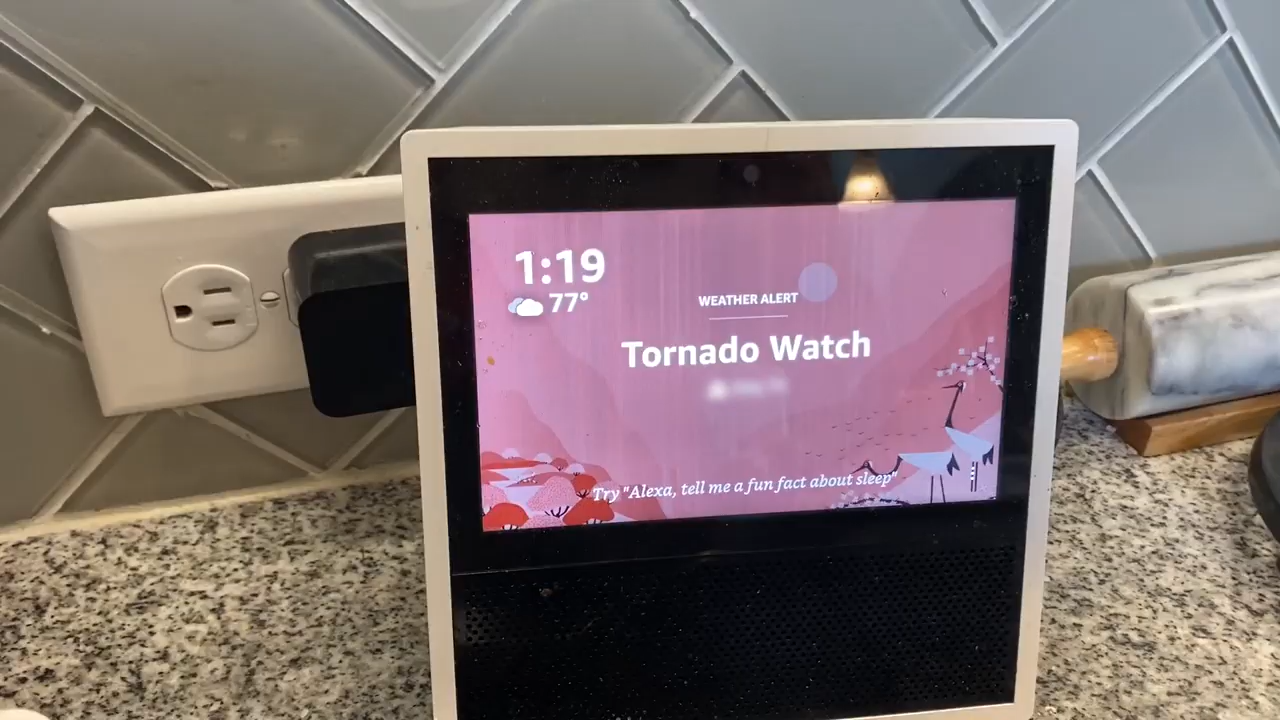 1:19
77°
WEATHER ALERT
Tornado Watch
Try "Alexa, tell me a fun fact about sleep"